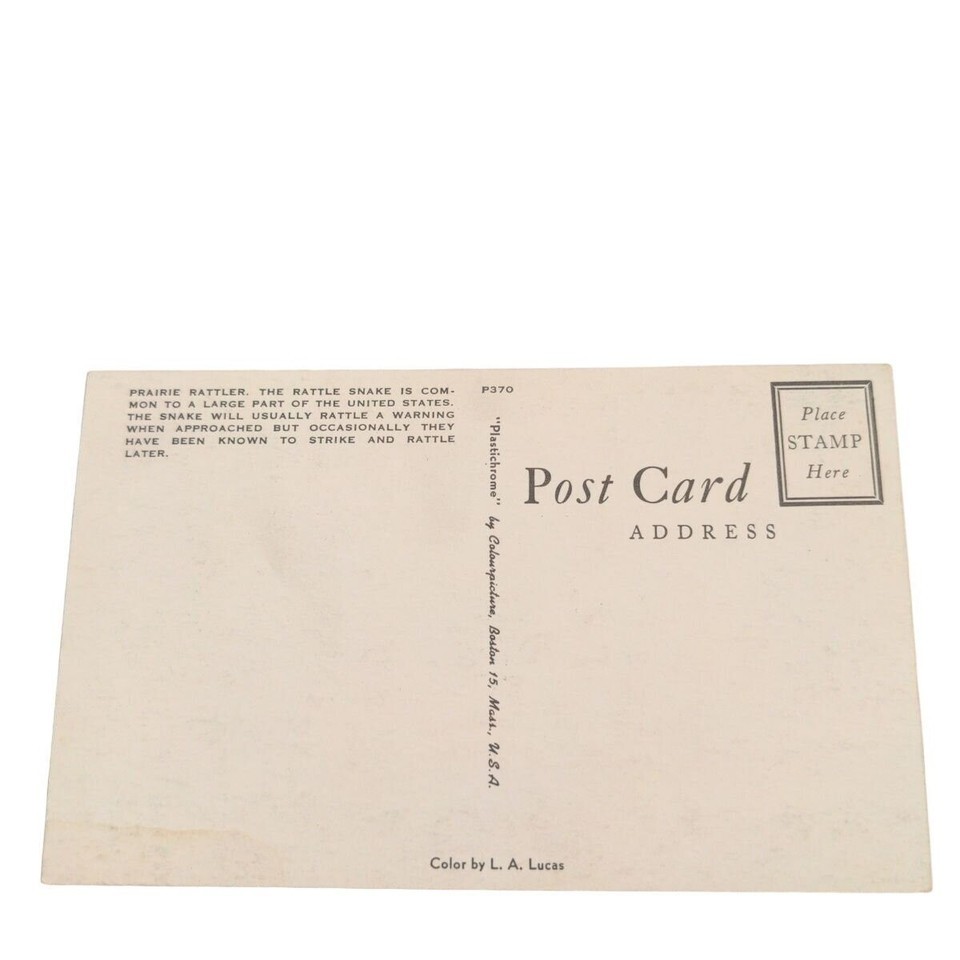 PRAIRIE RATTLER. THE RATTLE SNAKE IS COM-
MON TO A LARGE PART OF THE UNITED STATES.
THE SNAKE WILL USUALLY RATTLE A WARNING
WHEN APPROACHED BUT OCCASIONALLY THEY
HAVE BEEN KNOWN TO STRIKE AND RATTLE
LATER.
P370
"Plastichrome" by Colourpicture, Boston 15, Mass., U.S.A.
Place
STAMP
Here
Post Card
ADDRESS
Color by L. A. Lucas